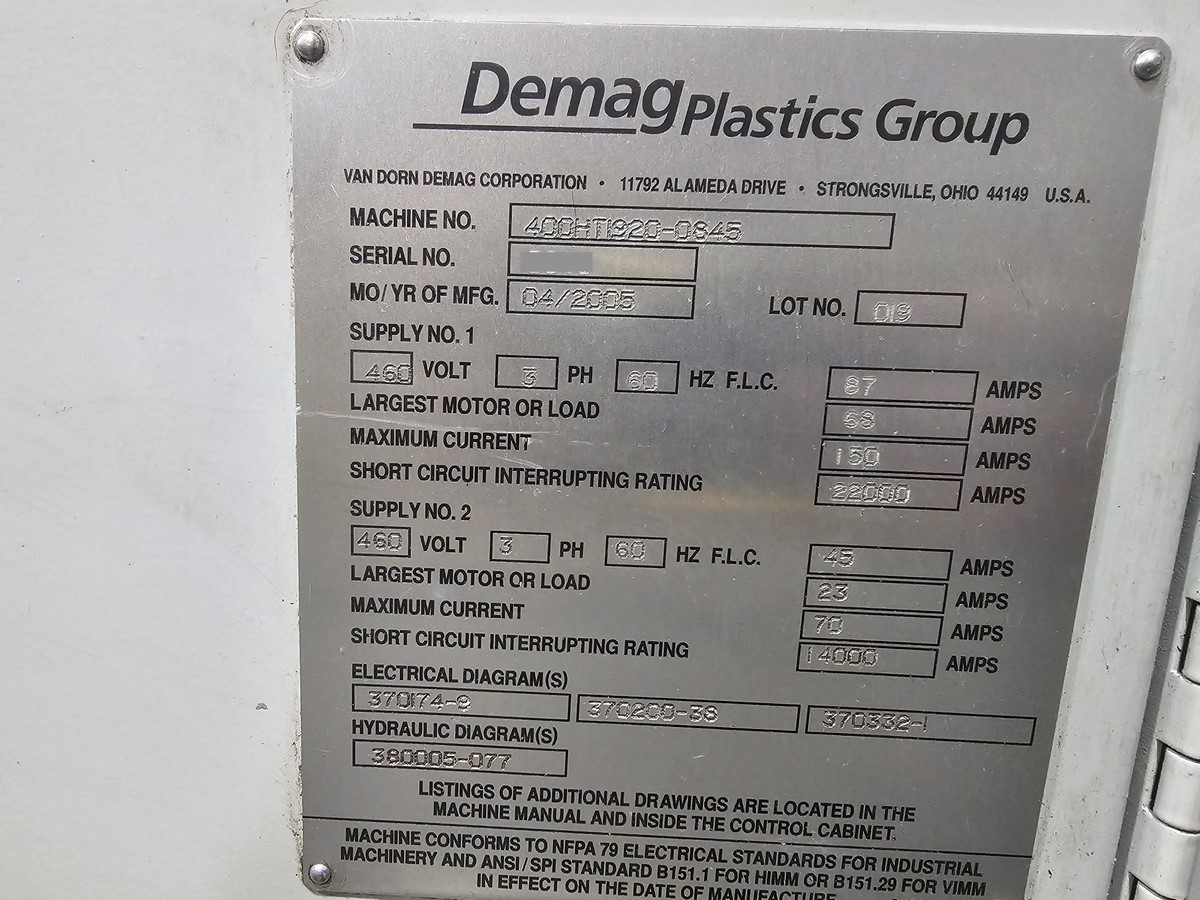 Demag Plastics Group
VAN DORN DEMAG CORPORATION • 11792 ALAMEDA DRIVE • STRONGSVILLE, OHIO 44149 U.S.A.
MACHINE NO. 400HT1920-0845
SERIAL NO.
MO/YR OF MFG. 04/2005 LOT NO. 019
SUPPLY NO. 1
460 VOLT 3 PH 60 HZ F.L.C. 87 AMPS
LARGEST MOTOR OR LOAD 68 AMPS
MAXIMUM CURRENT 150 AMPS
SHORT CIRCUIT INTERRUPTING RATING 22000 AMPS
SUPPLY NO. 2
460 VOLT 3 PH 60 HZ F.L.C. 45 AMPS
LARGEST MOTOR OR LOAD 23 AMPS
MAXIMUM CURRENT 70 AMPS
SHORT CIRCUIT INTERRUPTING RATING 14000 AMPS
ELECTRICAL DIAGRAM(S)
370174-9 370200-38 370332-1
HYDRAULIC DIAGRAM(S)
380005-077
LISTINGS OF ADDITIONAL DRAWINGS ARE LOCATED IN THE
MACHINE MANUAL AND INSIDE THE CONTROL CABINET.
MACHINE CONFORMS TO NFPA 79 ELECTRICAL STANDARDS FOR INDUSTRIAL
MACHINERY AND ANSI/SPI STANDARD B151.1 FOR HIMM OR B151.29 FOR VIMM
IN EFFECT ON THE DATE OF MANUFACTURE